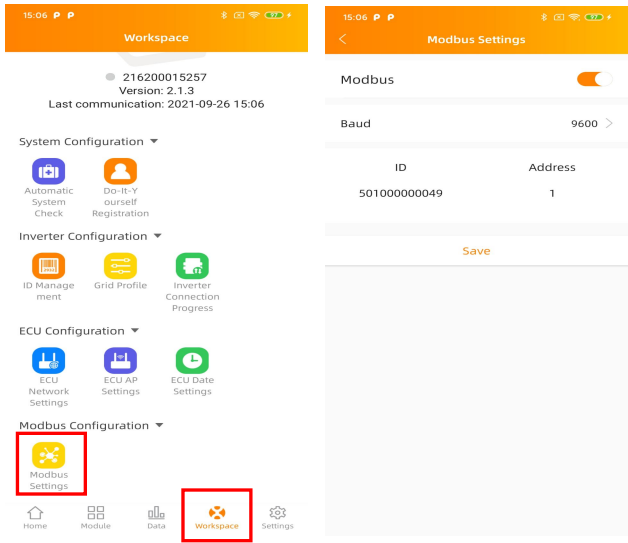 15:06 P P
97
Workspace
216200015257
Version: 2.1.3
Last communication: 2021-09-26 15:06
System Configuration
Automatic
System
Check
Do-It-Y
ourself
Registration
Inverter Configuration
ID Manage
ment
Grid Profile
Inverter
Connection
Progress
ECU Configuration
ECU
Network
Settings
ECU AP
Settings
ECU Date
Settings
Modbus Configuration
Modbus
Settings
Home
Module
Data
Workspace
Settings
15:06 P P
97
Modbus Settings
Modbus
Baud 9600
ID Address
501000000049 1
Save